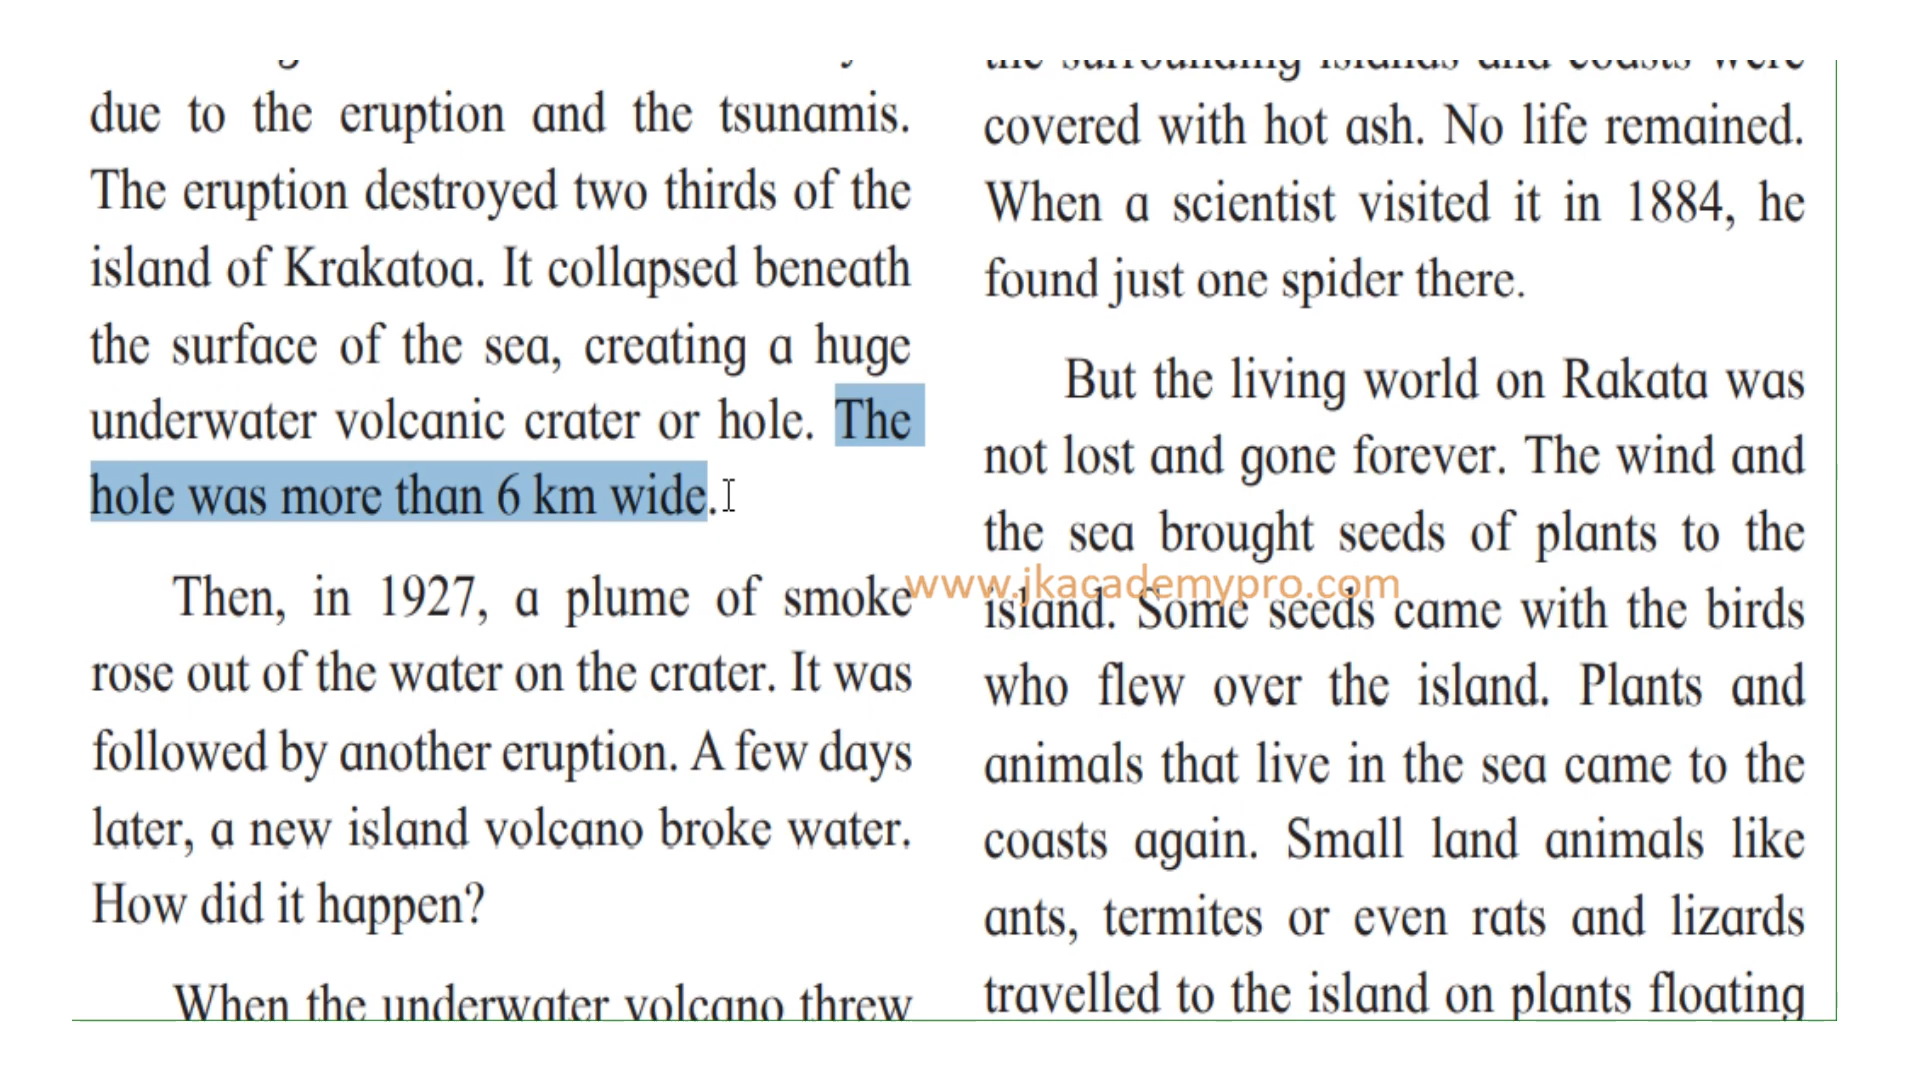 due to the eruption and the tsunamis.
The eruption destroyed two thirds of the
island of Krakatoa. It collapsed beneath
the surface of the sea, creating a huge
underwater volcanic crater or hole. The
hole was more than 6 km wide.
Then, in 1927, a plume of smoke
rose out of the water on the crater. It was
followed by another eruption. A few days
later, a new island volcano broke water.
How did it happen?
When the underwater volcano threw
the surrounding islands and coasts were
covered with hot ash. No life remained.
When a scientist visited it in 1884, he
found just one spider there.
But the living world on Rakata was
not lost and gone forever. The wind and
the sea brought seeds of plants to the
island. Some seeds came with the birds
who flew over the island. Plants and
animals that live in the sea came to the
coasts again. Small land animals like
ants, termites or even rats and lizards
travelled to the island on plants floating
www.jkacademypro.com